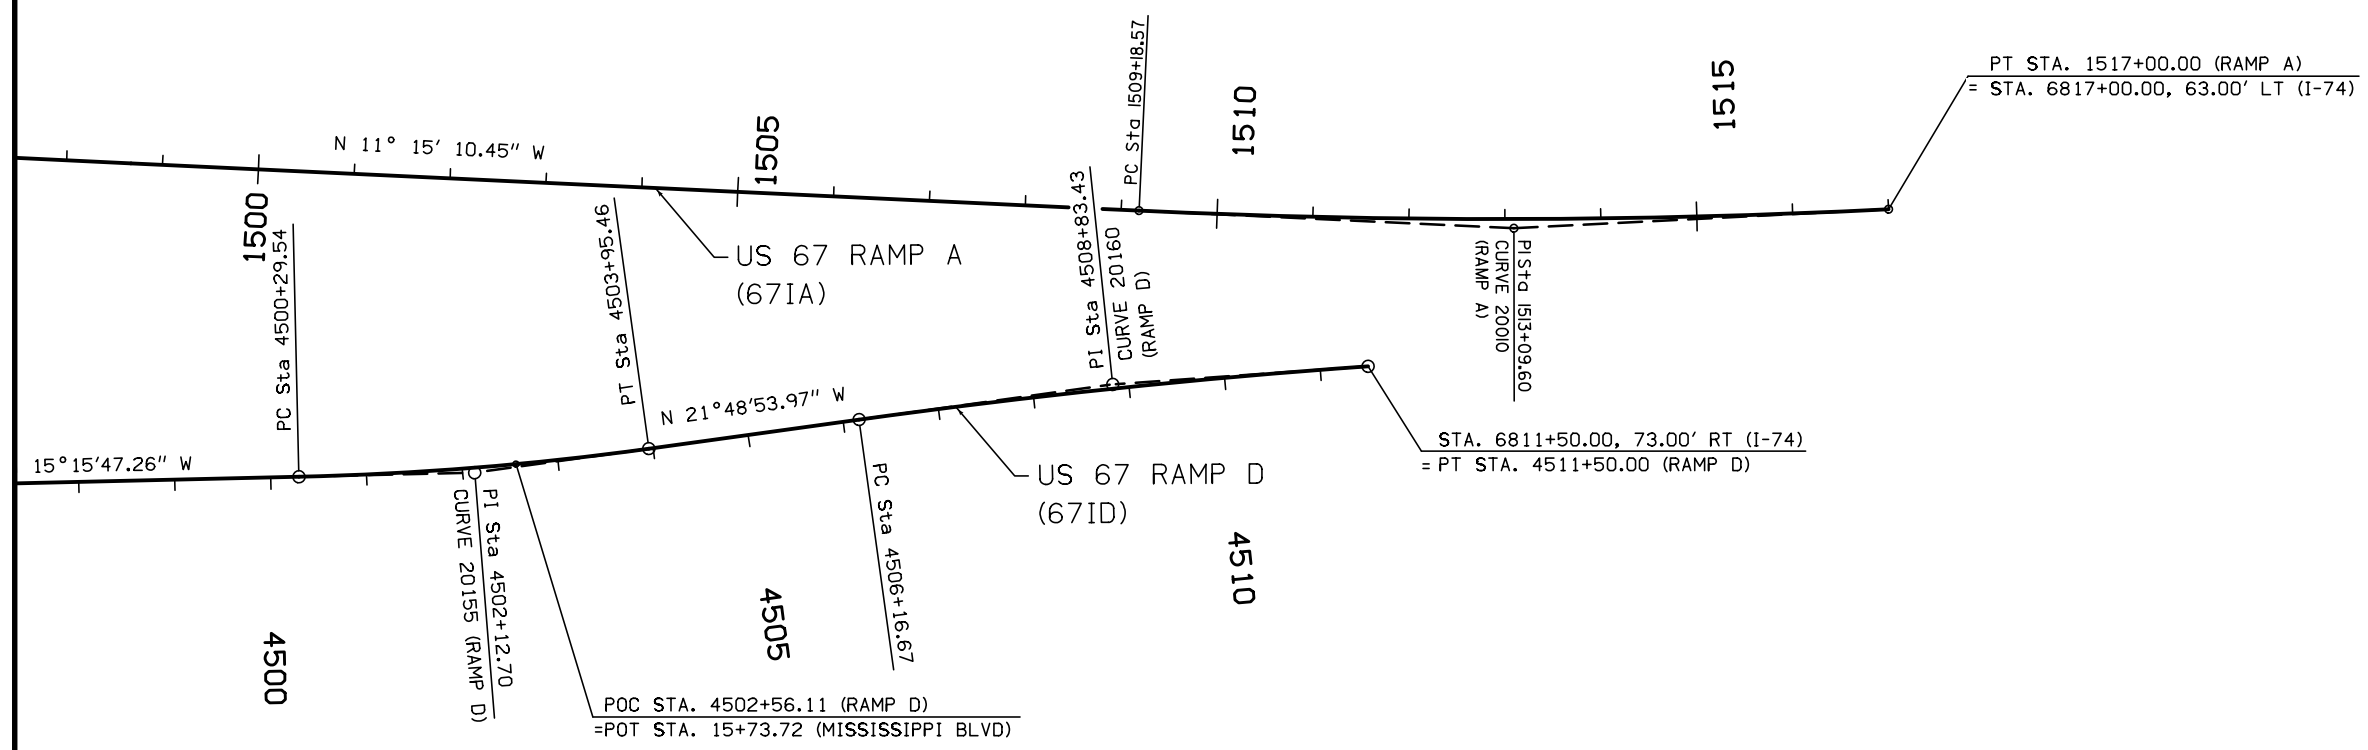 PT STA. 1517+00.00 (RAMP A)
= STA. 6817+00.00, 63.00' LT (I-74)
1500
1505
1510
1515
N 11° 15' 10.45" W
PC Sta 1509+18.57
US 67 RAMP A
(67IA)
PI Sta 1513+09.60
CURVE 20010
(RAMP A)
PC Sta 4500+29.54
PT Sta 4503+95.46
PI Sta 4508+83.43
CURVE 20160
(RAMP D)
15°15'47.26" W
N 21°48'53.97" W
STA. 6811+50.00, 73.00' RT (I-74)
= PT STA. 4511+50.00 (RAMP D)
US 67 RAMP D
(67ID)
PI Sta 4502+12.70
CURVE 20155 (RAMP D)
PC Sta 4506+16.67
4500
4505
4510
POC STA. 4502+56.11 (RAMP D)
=POT STA. 15+73.72 (MISSISSIPPI BLVD)